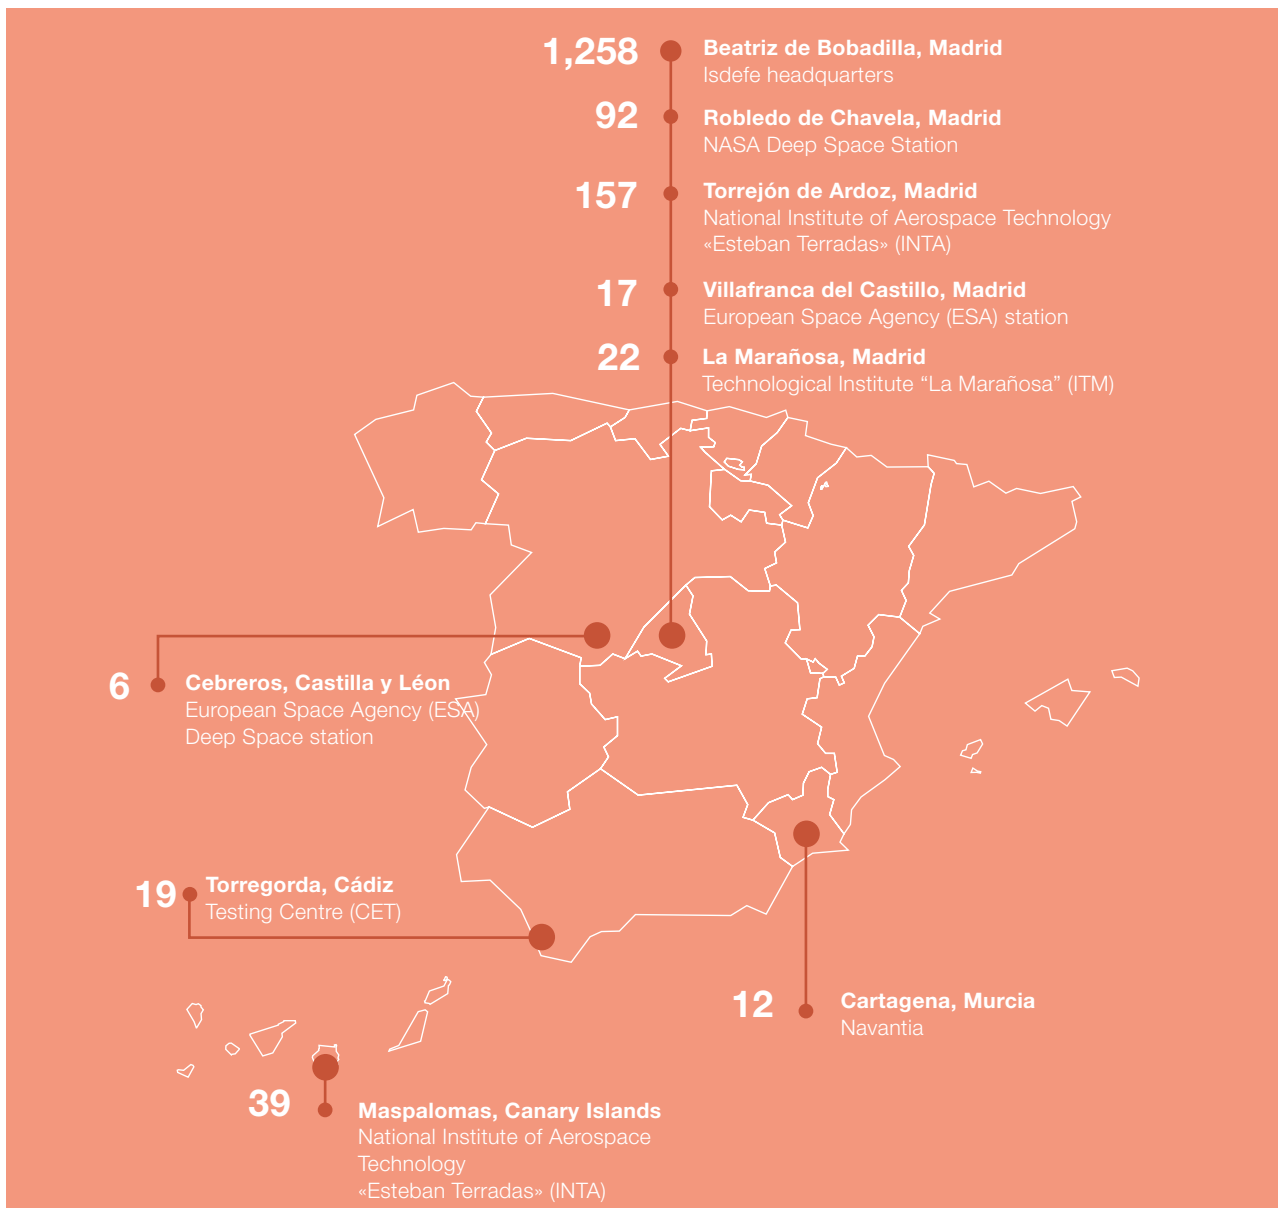 1,258
Beatriz de Bobadilla, Madrid
Isdefe headquarters
92
Robledo de Chavela, Madrid
NASA Deep Space Station
157
Torrejón de Ardoz, Madrid
National Institute of Aerospace Technology
«Esteban Terradas» (INTA)
17
Villafranca del Castillo, Madrid
European Space Agency (ESA) station
22
La Marañosa, Madrid
Technological Institute “La Marañosa” (ITM)
6
Cebreros, Castilla y Léon
European Space Agency (ESA)
Deep Space station
19
Torregorda, Cádiz
Testing Centre (CET)
12
Cartagena, Murcia
Navantia
39
Maspalomas, Canary Islands
National Institute of Aerospace
Technology
«Esteban Terradas» (INTA)